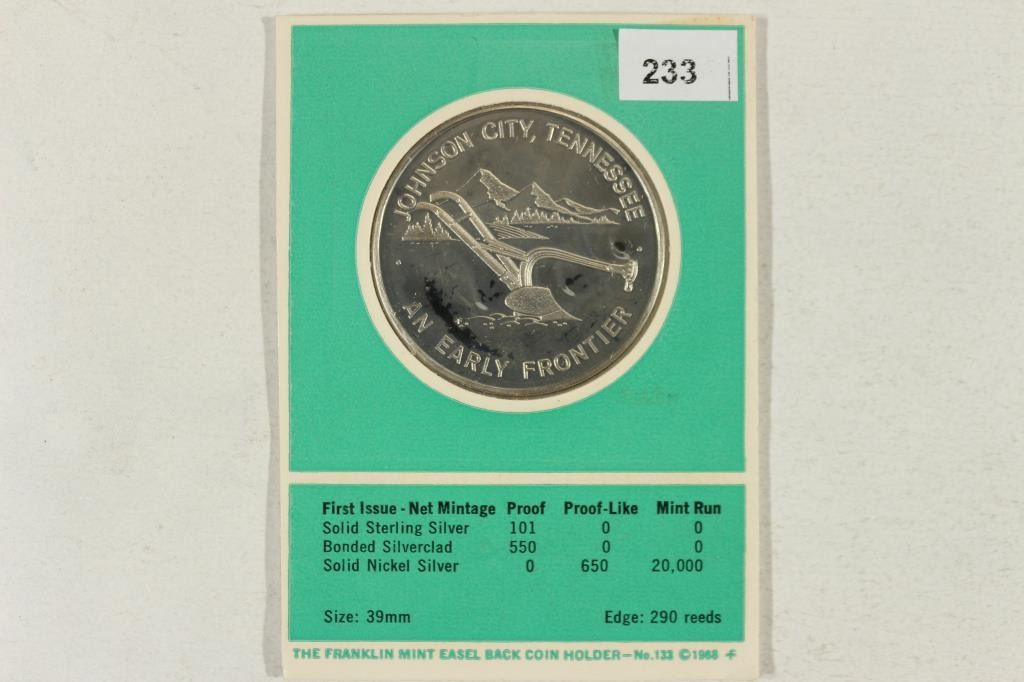 233
JOHNSON CITY, TENNESSEE
AN EARLY FRONTIER
First Issue - Net Mintage Proof Proof-Like Mint Run
Solid Sterling Silver 101 0 0
Bonded Silverclad 550 0 0
Solid Nickel Silver 0 650 20,000
Size: 39mm Edge: 290 reeds
THE FRANKLIN MINT EASEL BACK COIN HOLDER—No.133 ©1968